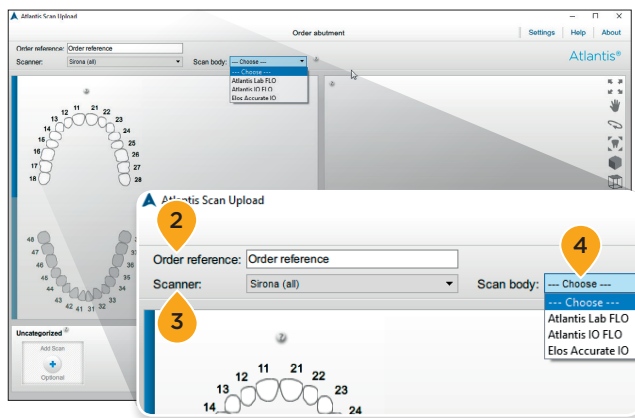 Atlantis Scan Upload
Order abutment
Settings Help About
Order reference: Order reference
Scanner: Sirona (all) Scan body: --- Choose ---
Atlantis®
--- Choose ---
Atlantis Lab FLO
Atlantis IO FLO
Elos Accurate IO
11 21
12 22
13 23
14 24
15 25
16 26
17 27
18 28
48
47 37
46 36
45 35
44 34
43 33
42 41 31 32
Uncategorized
Add Scan
+
Optional
Atlantis Scan Upload
2
4
Order reference: Order reference
Scanner: Sirona (all) Scan body: --- Choose ---
3
--- Choose ---
Atlantis Lab FLO
Atlantis IO FLO
Elos Accurate IO
?
11 21
12 22
13 23
14 24